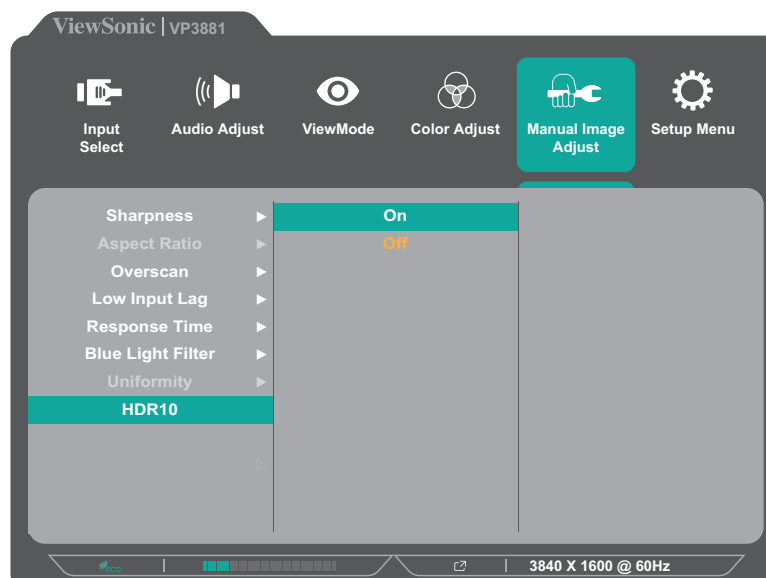 ViewSonic | VP3881
Input
Select
Audio Adjust
ViewMode
Color Adjust
Manual Image
Adjust
Setup Menu
Sharpness
Aspect Ratio
Overscan
Low Input Lag
Response Time
Blue Light Filter
Uniformity
HDR10
On
Off
eco
3840 X 1600 @ 60Hz